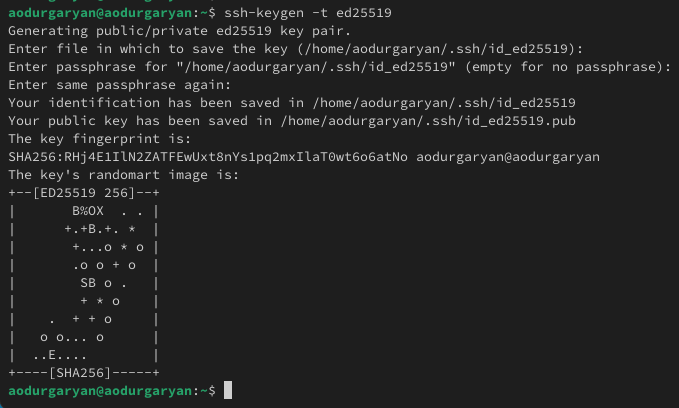 aodurgaryan@aodurgaryan:~$ ssh-keygen -t ed25519
Generating public/private ed25519 key pair.
Enter file in which to save the key (/home/aodurgaryan/.ssh/id_ed25519):
Enter passphrase for "/home/aodurgaryan/.ssh/id_ed25519" (empty for no passphrase):
Enter same passphrase again:
Your identification has been saved in /home/aodurgaryan/.ssh/id_ed25519
Your public key has been saved in /home/aodurgaryan/.ssh/id_ed25519.pub
The key fingerprint is:
SHA256:RHj4E1IlN2ZATFEwUxt8nYs1pq2mxIlaT0wt6o6atNo aodurgaryan@aodurgaryan
The key's randomart image is:
+--[ED25519 256]--+
|       B%OX  . . |
|      +.+B.+. *  |
|       +...o * o |
|       .o o + o  |
|        SB o .   |
|        + * o    |
|    .  + + o     |
|   o o... o      |
|  ..E....        |
+----[SHA256]-----+
aodurgaryan@aodurgaryan:~$